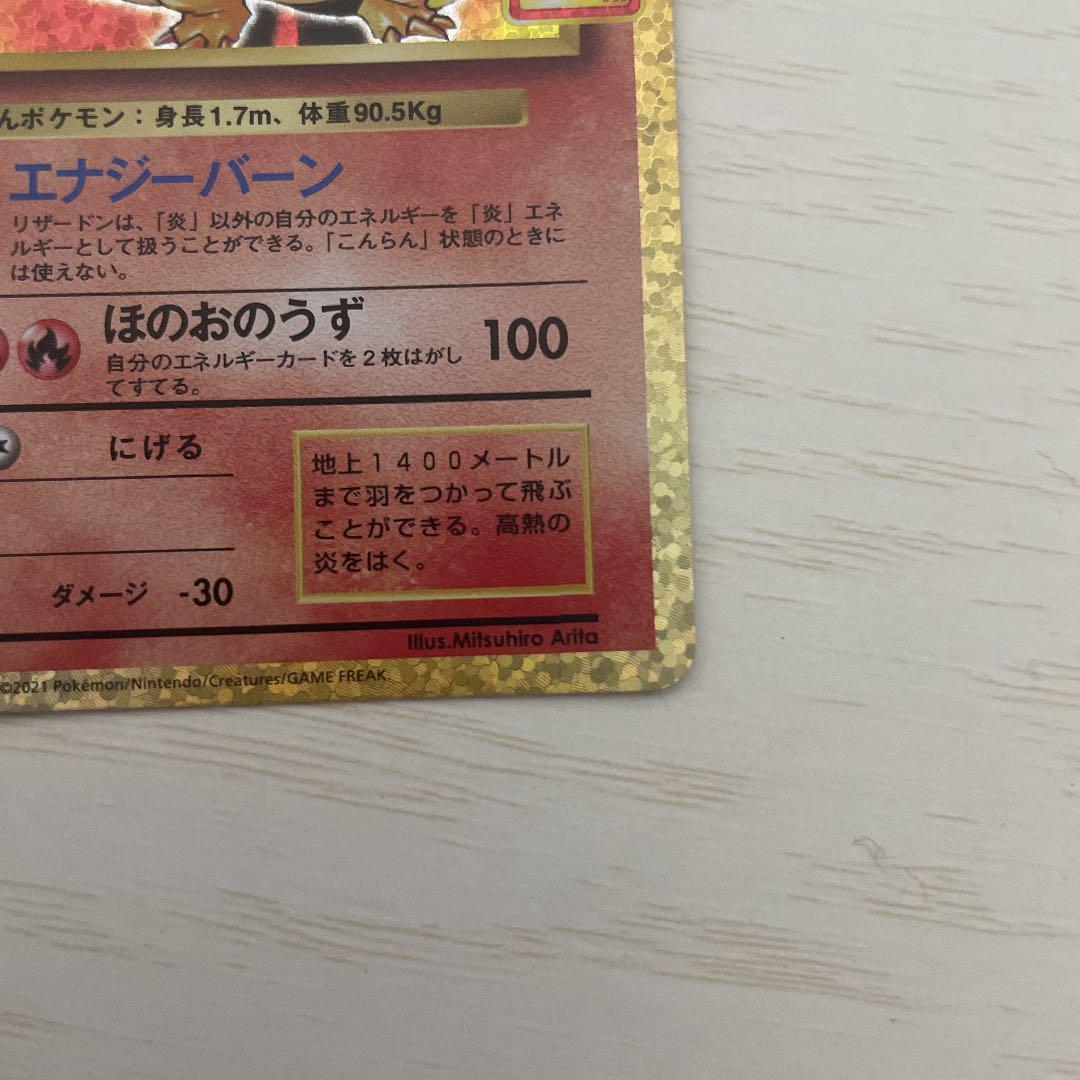 んポケモン：身長1.7m、体重90.5Kg
エナジーバーン
リザードンは、「炎」以外の自分のエネルギーを「炎」エネ
ルギーとして扱うことができる。「こんらん」状態のときに
は使えない。
ほのおのうず 100
自分のエネルギーカードを2枚はがし
てすてる。
にげる
地上1400メートル
まで羽をつかって飛ぶ
ことができる。高熱の
炎をはく。
ダメージ -30
Illus.Mitsuhiro Arita
©2021 Pokémon/Nintendo/Creatures/GAME FREAK.